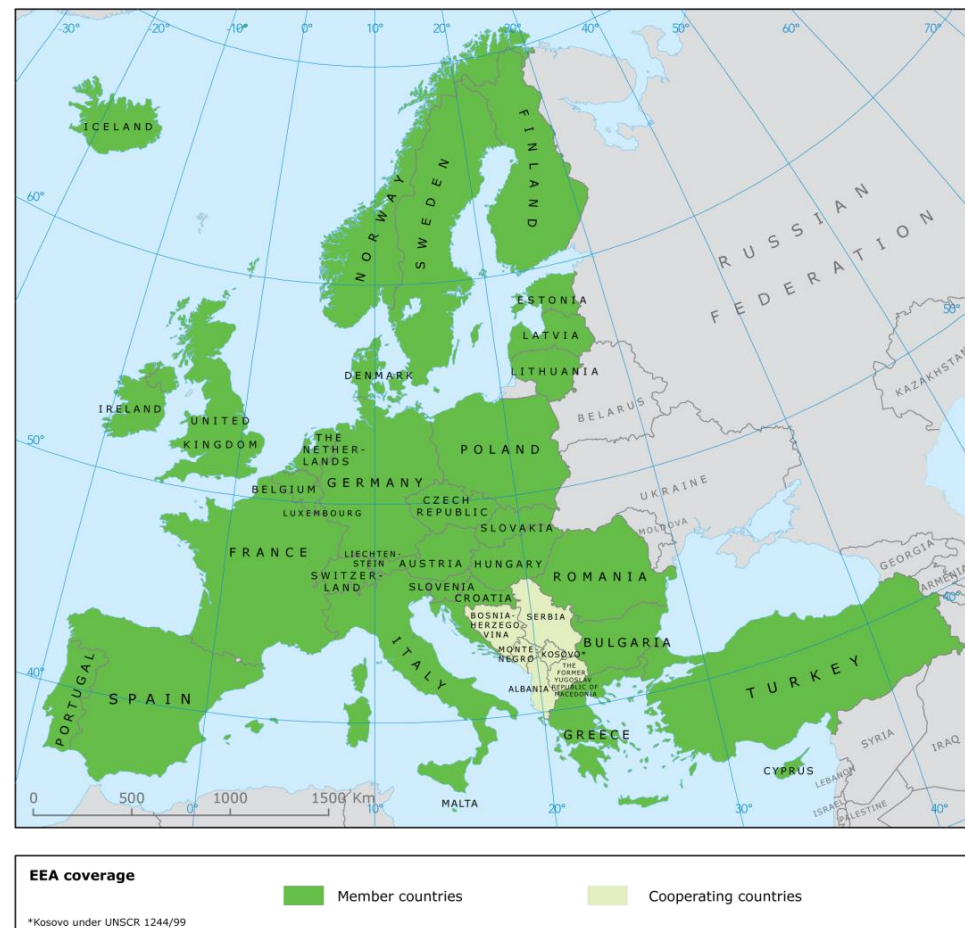 -30°
-20°
-10°
0°
10°
20°
30°
40°
50°
60°
70°
ICELAND
FINLAND
NORWAY
SWEDEN
60°
RUSSIAN
FEDERATION
ESTONIA
50°
LATVIA
DENMARK
LITHUANIA
KAZAKHSTAN
IRELAND
UNITED
KINGDOM
BELARUS
THE
NETHER-
LANDS
50°
POLAND
BELGIUM
GERMANY
UKRAINE
CZECH
REPUBLIC
LUXEMBOURG
SLOVAKIA
MOLDOVA
FRANCE
LIECHTEN-
STEIN
AUSTRIA
HUNGARY
ROMANIA
GEORGIA
SWITZER-
LAND
SLOVENIA
ARMENIA
CROATIA
40°
BOSNIA-
HERZEGO-
VINA
SERBIA
BULGARIA
ITALY
MONTE-
NEGRO
KOSOVO*
PORTUGAL
SPAIN
40°
ALBANIA
THE
FORMER
YUGOSLAV
REPUBLIC OF
MACEDONIA
TURKEY
GREECE
SYRIA
IRAQ
CYPRUS
LEBANON
ISRAEL
PALESTINE
MALTA
0 500 1000 1500 Km
0°
10°
20°
30°
40°
EEA coverage
Member countries
Cooperating countries
*Kosovo under UNSCR 1244/99